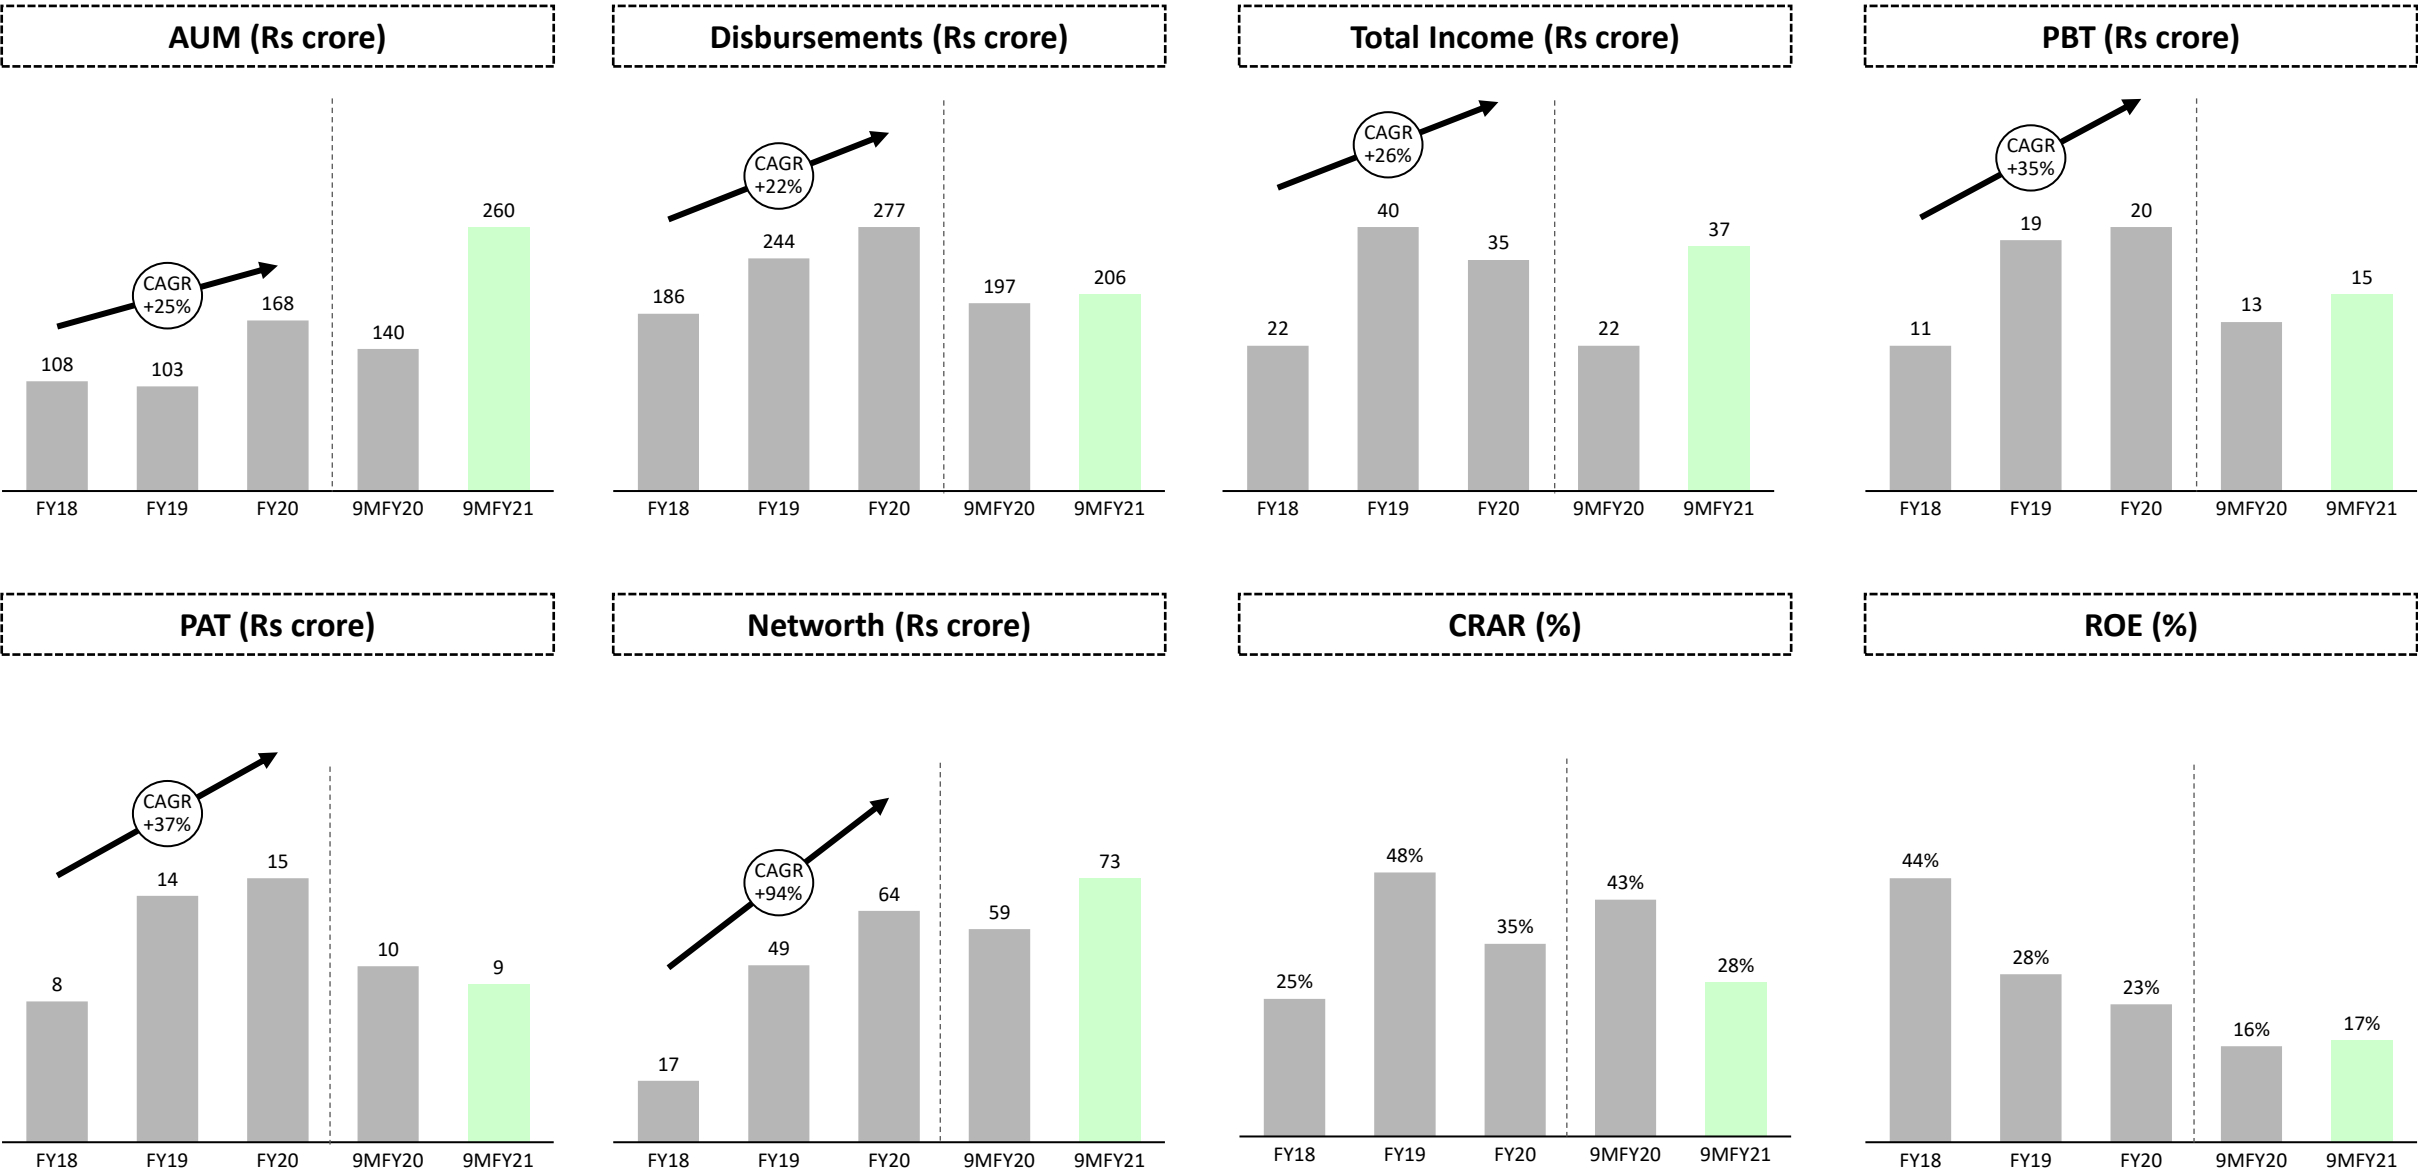 AUM (Rs crore)
CAGR
+25%
108
103
168
140
260
FY18
FY19
FY20
9MFY20
9MFY21
Disbursements (Rs crore)
CAGR
+22%
186
244
277
197
206
FY18
FY19
FY20
9MFY20
9MFY21
Total Income (Rs crore)
CAGR
+26%
22
40
35
22
37
FY18
FY19
FY20
9MFY20
9MFY21
PBT (Rs crore)
CAGR
+35%
11
19
20
13
15
FY18
FY19
FY20
9MFY20
9MFY21
PAT (Rs crore)
CAGR
+37%
8
14
15
10
9
FY18
FY19
FY20
9MFY20
9MFY21
Networth (Rs crore)
CAGR
+94%
17
49
64
59
73
FY18
FY19
FY20
9MFY20
9MFY21
CRAR (%)
25%
48%
35%
43%
28%
FY18
FY19
FY20
9MFY20
9MFY21
ROE (%)
44%
28%
23%
16%
17%
FY18
FY19
FY20
9MFY20
9MFY21